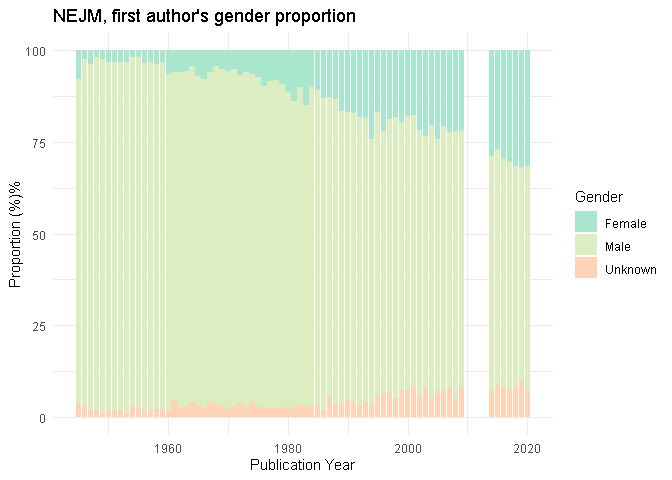 NEJM, first author's gender proportion
100
75
50
25
0
Proportion (%)%
1960
1980
2000
2020
Publication Year
Gender
Female
Male
Unknown